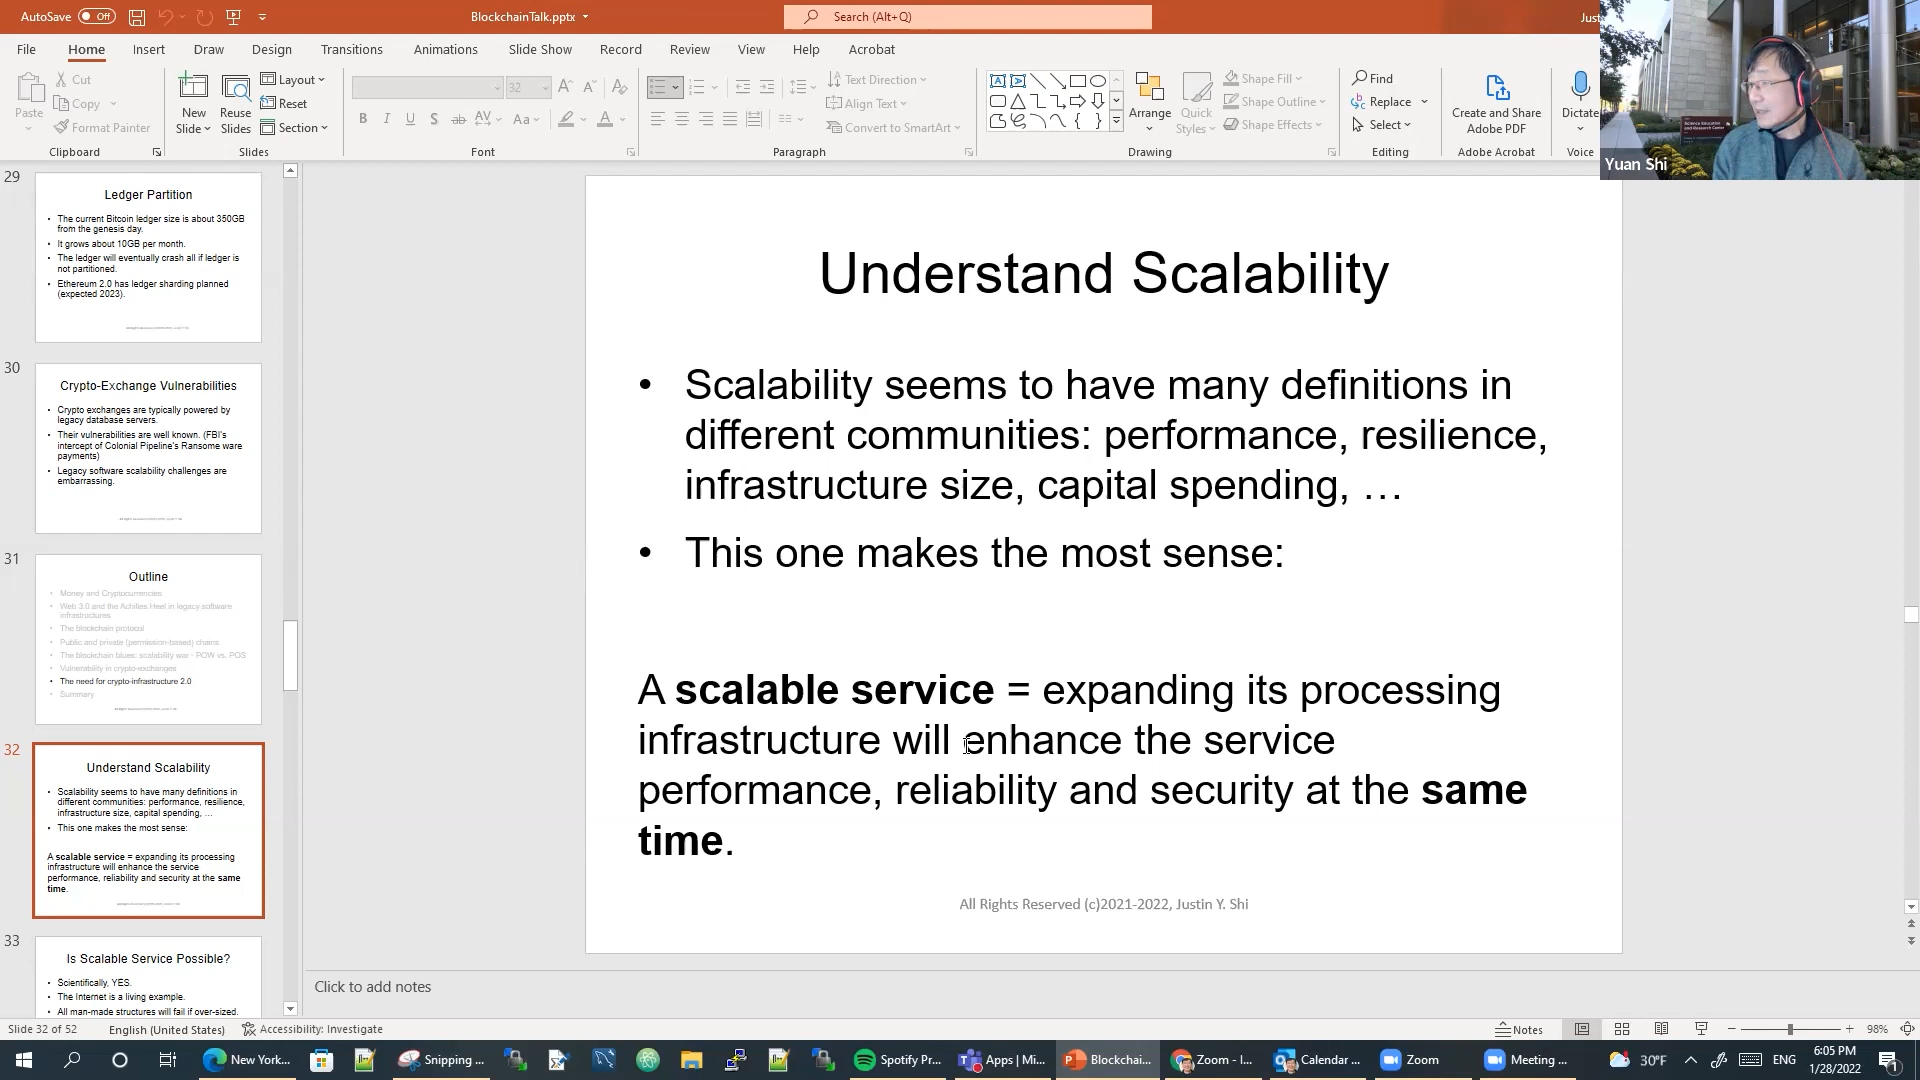 AutoSave Off
BlockchainTalk.pptx
Search (Alt+Q)
Just
File Home Insert Draw Design Transitions Animations Slide Show Record Review View Help Acrobat
Paste
Cut
Copy
Format Painter
Clipboard
New Slide
Reuse Slides
Layout
Reset
Section
Slides
32
Font
Text Direction
Align Text
Convert to SmartArt
Paragraph
Arrange
Quick Styles
Shape Fill
Shape Outline
Shape Effects
Drawing
Find
Replace
Select
Editing
Create and Share
Adobe PDF
Adobe Acrobat
Dictate
Voice
Science Education
and Research Center
Yuan Shi
29
Ledger Partition
• The current Bitcoin ledger size is about 350GB
from the genesis day.
• It grows about 10GB per month.
• The ledger will eventually crash all if ledger is
not partitioned.
• Ethereum 2.0 has ledger sharding planned
(expected 2023).
30
Crypto-Exchange Vulnerabilities
• Crypto exchanges are typically powered by
legacy database servers.
• Their vulnerabilities are well known. (FBI's
intercept of Colonial Pipeline's Ransome ware
payments)
• Legacy software scalability challenges are
embarrassing.
31
Outline
• Money and Cryptocurrencies
• Web 3.0 and the Achilles Heel in legacy software
infrastructures
• The blockchain protocol
• Public and private (permission-based) chains
• The blockchain blues: scalability war - POW vs. POS
• Vulnerability in crypto-exchanges
• The need for crypto-infrastructure 2.0
• Summary
32
Understand Scalability
• Scalability seems to have many definitions in
different communities: performance, resilience,
infrastructure size, capital spending, …
• This one makes the most sense:
A scalable service = expanding its processing
infrastructure will enhance the service
performance, reliability and security at the same
time.
33
Is Scalable Service Possible?
• Scientifically, YES.
• The Internet is a living example.
• All man-made structures will fail if over-sized.
Understand Scalability
• Scalability seems to have many definitions in
different communities: performance, resilience,
infrastructure size, capital spending, …
• This one makes the most sense:
A scalable service = expanding its processing
infrastructure will enhance the service
performance, reliability and security at the same
time.
All Rights Reserved (c)2021-2022, Justin Y. Shi
Click to add notes
Slide 32 of 52 English (United States) Accessibility: Investigate
Notes
98%
New York...
Snipping ...
Spotify Pr...
Apps | Mi...
Blockchai...
Zoom - I...
Calendar ...
Zoom
Meeting ...
30°F
ENG
6:05 PM
1/28/2022
1